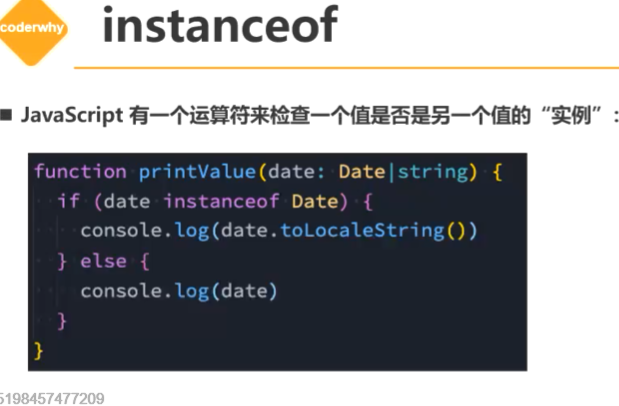 coderwhy
instanceof
■ JavaScript 有一个运算符来检查一个值是否是另一个值的“实例”：
function printValue(date: Date|string) {
  if (date instanceof Date) {
    console.log(date.toLocaleString())
  } else {
    console.log(date)
  }
}
5198457477209